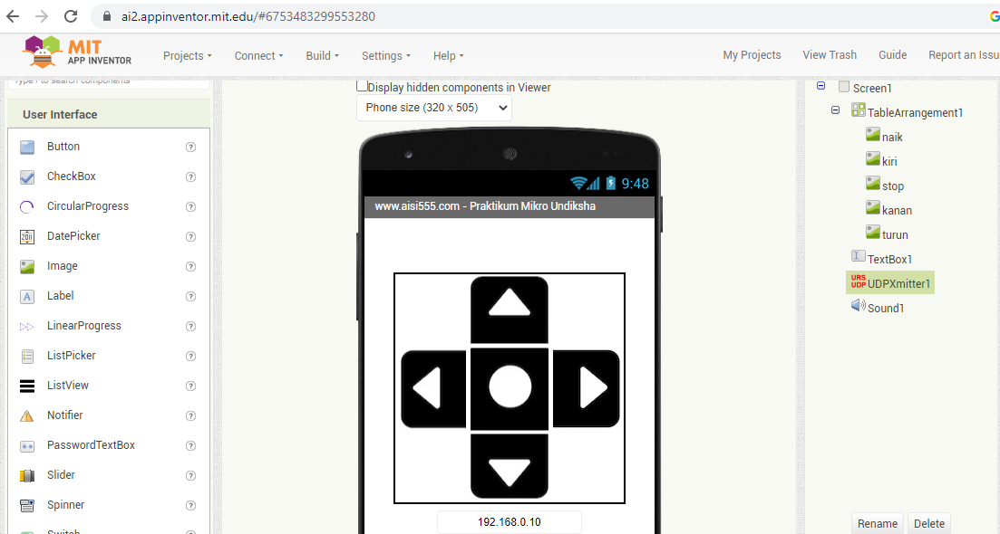 ai2.appinventor.mit.edu/#6753483299553280
MIT
APP INVENTOR
Projects
Connect
Build
Settings
Help
My Projects
View Trash
Guide
Report an Issu
Type / to search components
Display hidden components in Viewer
Phone size (320 x 505)
User Interface
Button
CheckBox
CircularProgress
DatePicker
Image
Label
LinearProgress
ListPicker
ListView
Notifier
PasswordTextBox
Slider
Spinner
Switch
9:48
www.aisi555.com - Praktikum Mikro Undiksha
192.168.0.10
Screen1
TableArrangement1
naik
kiri
stop
kanan
turun
TextBox1
URS
UDP
UDPXmitter1
Sound1
Rename
Delete